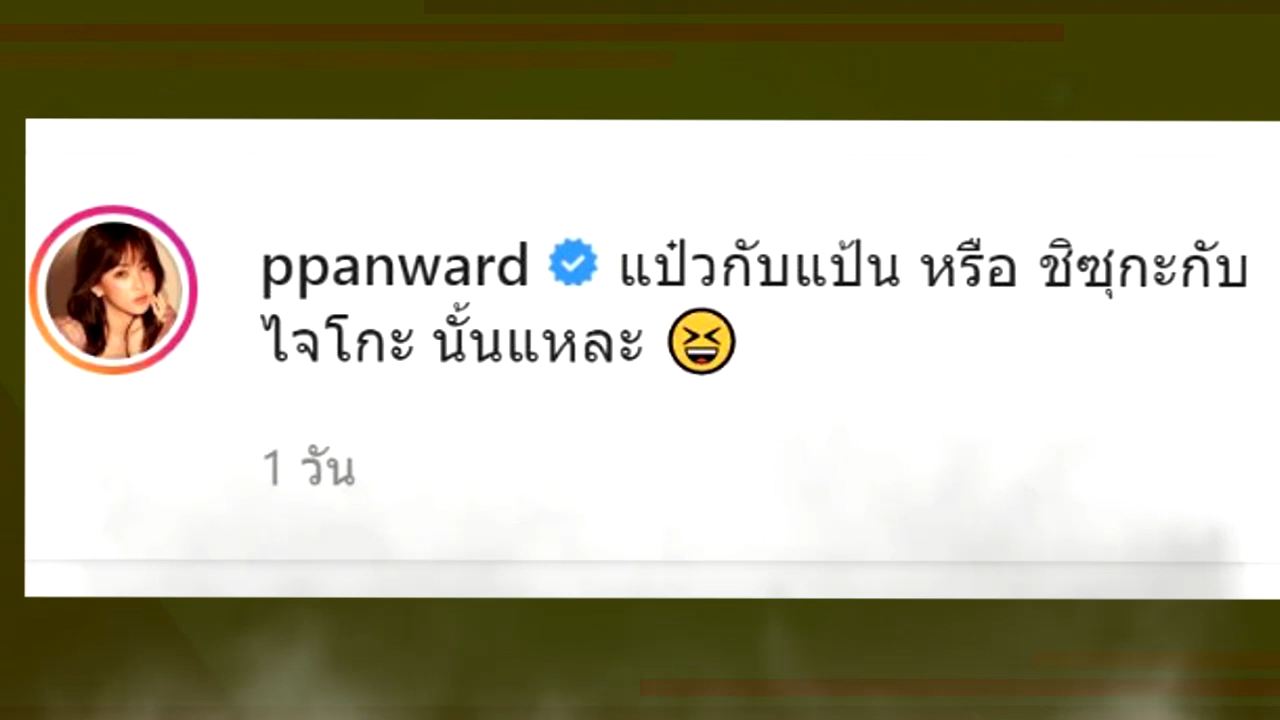 ppanward แป๋วกับแป้น หรือ ชิซุกะกับ
ไจโกะ นั้นแหละ 😆
1 วัน